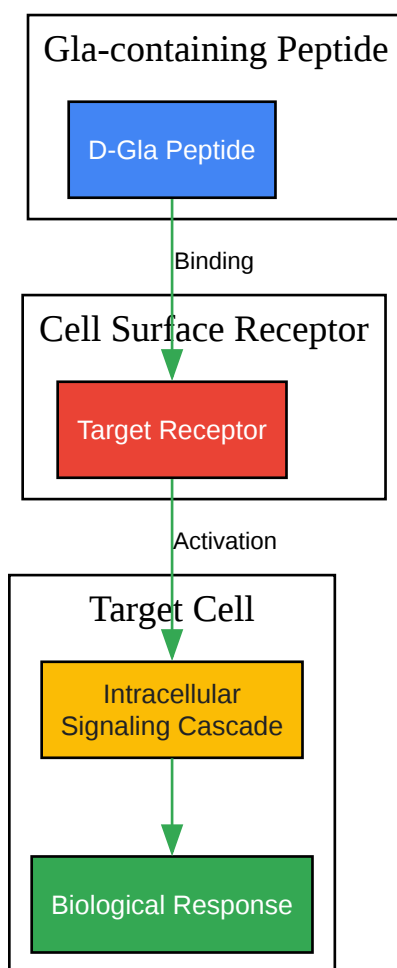 Gla-containing Peptide
D-Gla Peptide
Binding
Cell Surface Receptor
Target Receptor
Activation
Target Cell
Intracellular
Signaling Cascade
Biological Response